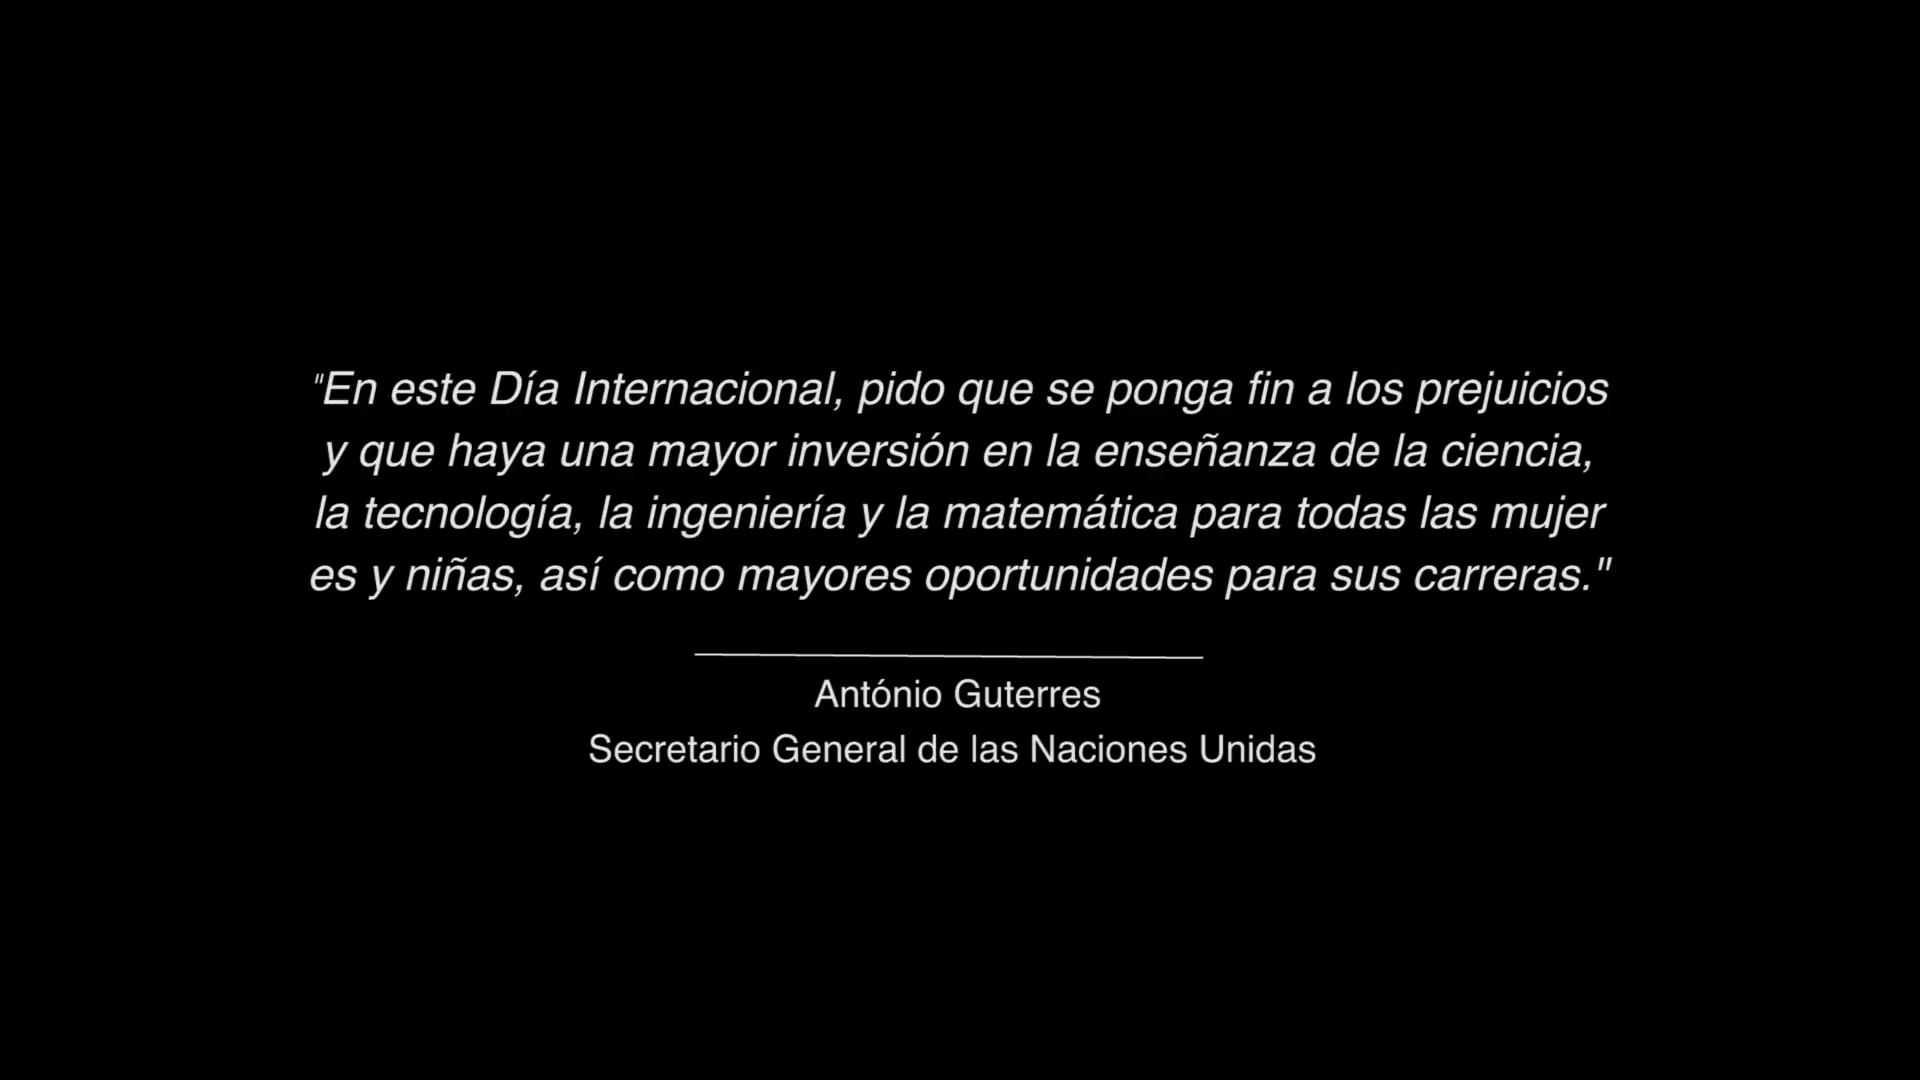 "En este Día Internacional, pido que se ponga fin a los prejuicios
y que haya una mayor inversión en la enseñanza de la ciencia,
la tecnología, la ingeniería y la matemática para todas las mujer
es y niñas, así como mayores oportunidades para sus carreras."
António Guterres
Secretario General de las Naciones Unidas